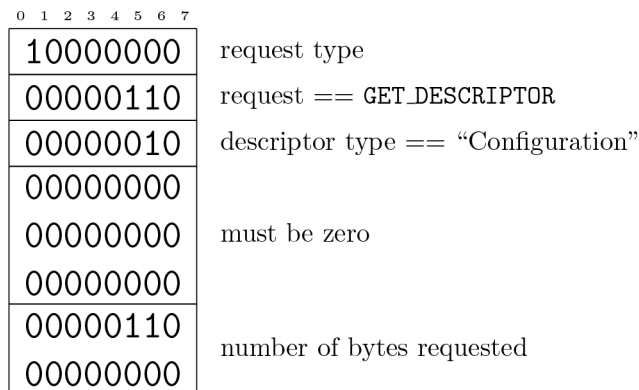 0 1 2 3 4 5 6 7
10000000 request type
00000110 request == GET_DESCRIPTOR
00000010 descriptor type == “Configuration”
00000000
00000000 must be zero
00000000
00000110
number of bytes requested
00000000